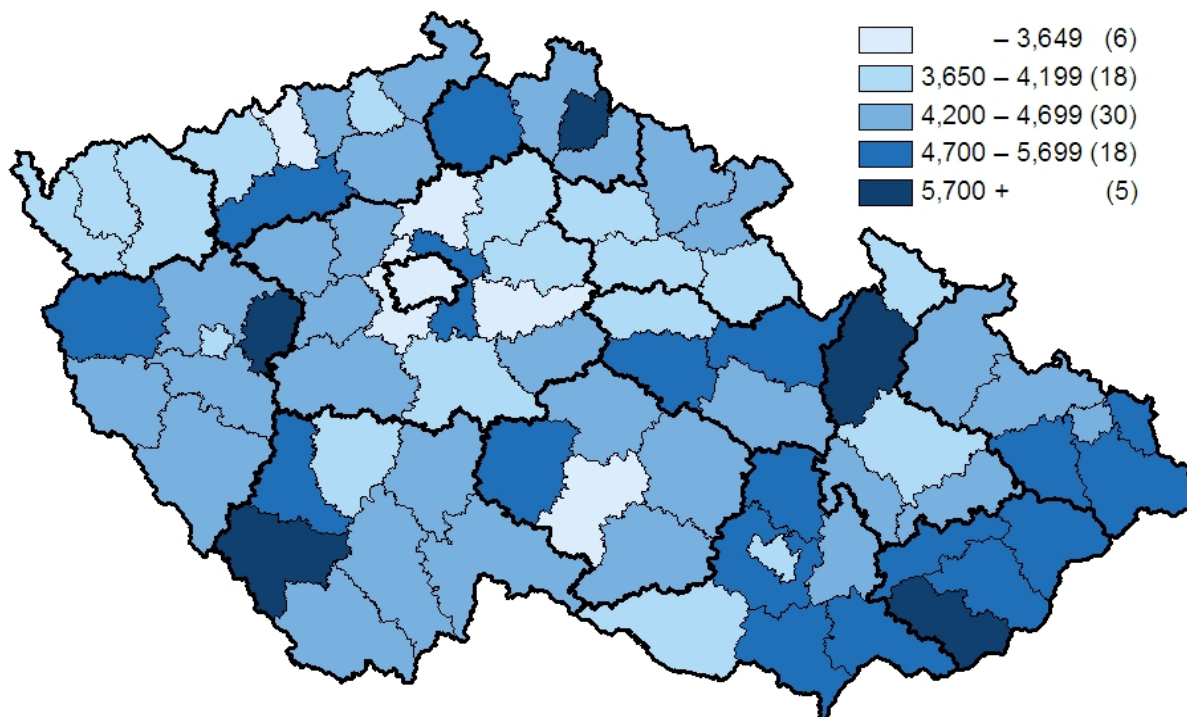 – 3,649 (6)
3,650 – 4,199 (18)
4,200 – 4,699 (30)
4,700 – 5,699 (18)
5,700 + (5)